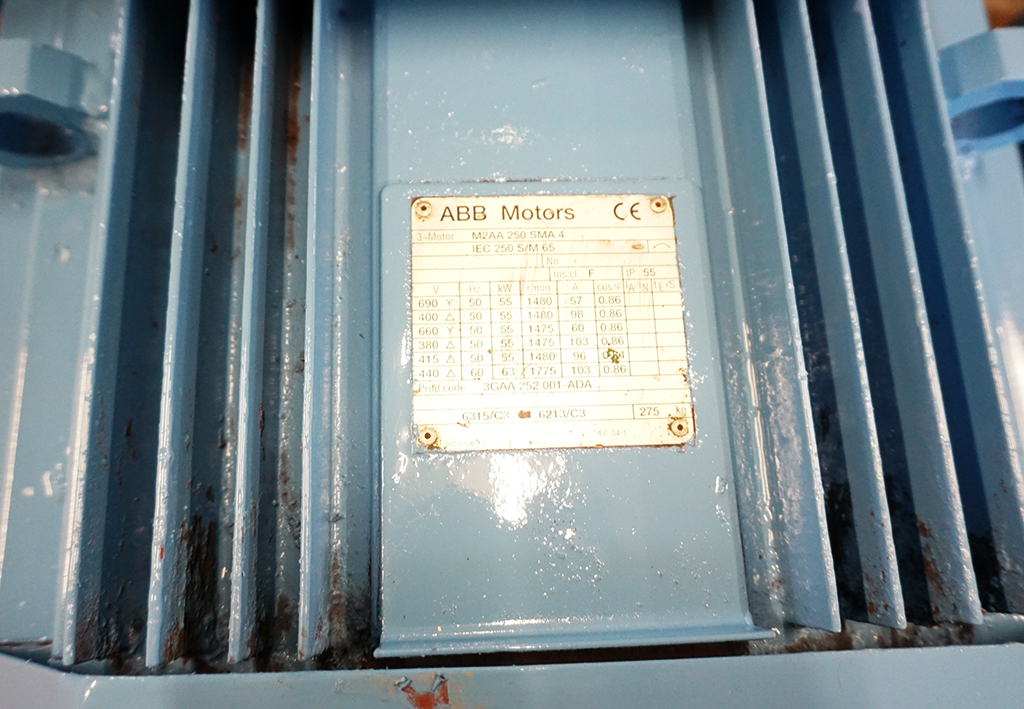 ABB Motors CE
3~Motor M2AA 250 SMA 4
IEC 250 S/M 65
No.
Ins.cl. F IP 55
V Hz kW r/min A cos φ
690 Y 50 55 1480 57 0.86
400 △ 50 55 1480 98 0.86
660 Y 50 55 1475 60 0.86
380 △ 50 55 1475 103 0.86
415 △ 50 55 1480 96
440 △ 60 63 1775 103 0.86
Prod code 3GAA 252 001-ADA
6315/C3 6213/C3 275 kg